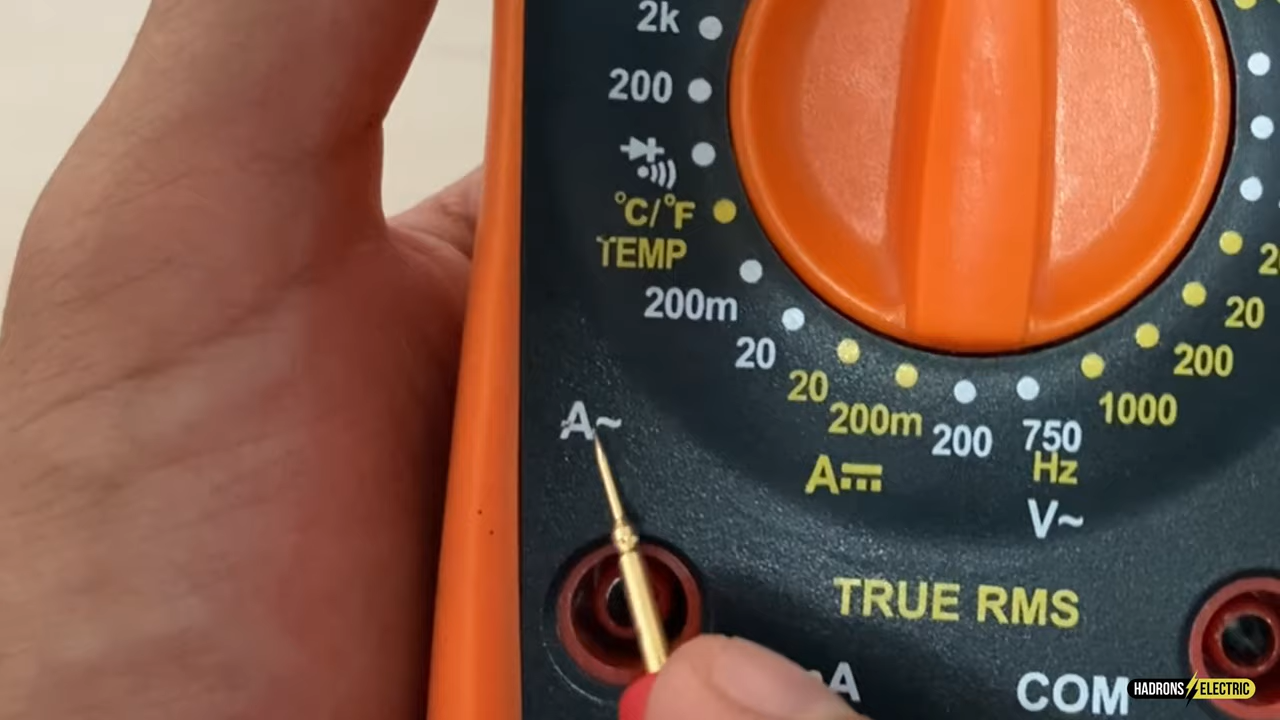 2k
200
°C/°F
TEMP
200m
20
20
200m
200
750
Hz
V~
1000
200
20
A~
A⎓
TRUE RMS
COM
HADRONS ELECTRIC